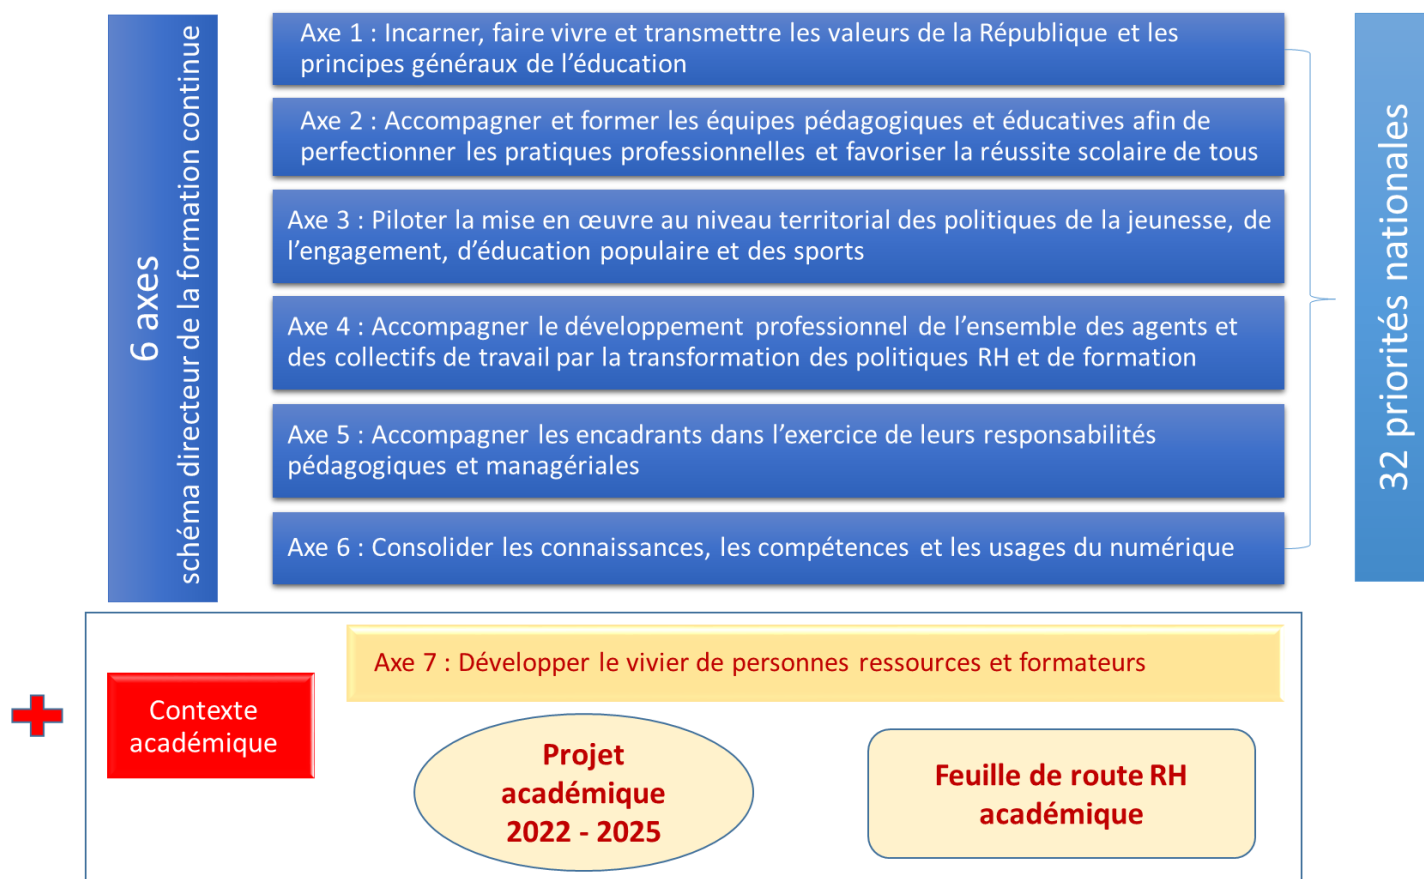 6 axes
schéma directeur de la formation continue
Axe 1 : Incarner, faire vivre et transmettre les valeurs de la République et les
principes généraux de l’éducation
Axe 2 : Accompagner et former les équipes pédagogiques et éducatives afin de
perfectionner les pratiques professionnelles et favoriser la réussite scolaire de tous
Axe 3 : Piloter la mise en œuvre au niveau territorial des politiques de la jeunesse, de
l’engagement, d’éducation populaire et des sports
Axe 4 : Accompagner le développement professionnel de l’ensemble des agents et
des collectifs de travail par la transformation des politiques RH et de formation
Axe 5 : Accompagner les encadrants dans l’exercice de leurs responsabilités
pédagogiques et managériales
Axe 6 : Consolider les connaissances, les compétences et les usages du numérique
32 priorités nationales
Contexte
académique
Axe 7 : Développer le vivier de personnes ressources et formateurs
Projet
académique
2022 - 2025
Feuille de route RH
académique